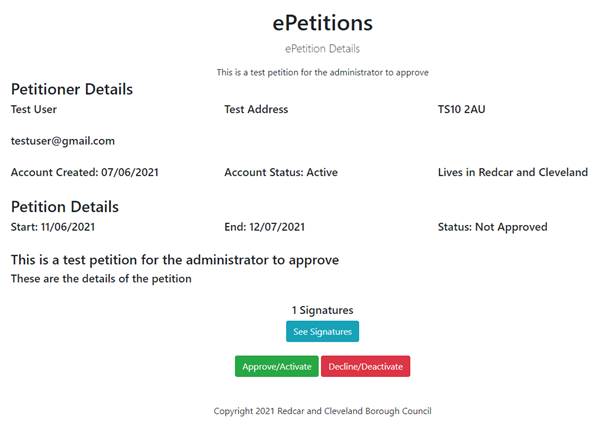 ePetitions
ePetition Details
This is a test petition for the administrator to approve
Petitioner Details
Test User Test Address TS10 2AU
testuser@gmail.com
Account Created: 07/06/2021 Account Status: Active Lives in Redcar and Cleveland
Petition Details
Start: 11/06/2021 End: 12/07/2021 Status: Not Approved
This is a test petition for the administrator to approve
These are the details of the petition
1 Signatures
See Signatures
Approve/Activate Decline/Deactivate
Copyright 2021 Redcar and Cleveland Borough Council